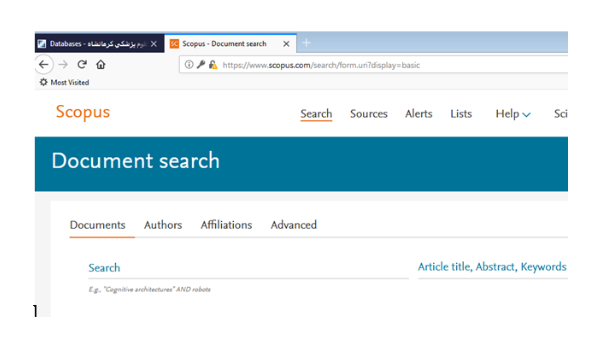 Databases - علوم پزشکی کرمانشاه
Scopus - Document search
https://www.scopus.com/search/form.uri?display=basic
Most Visited
Scopus
Search Sources Alerts Lists Help Sci
Document search
Documents Authors Affiliations Advanced
Search Article title, Abstract, Keywords
E.g., "Cognitive architectures" AND robots